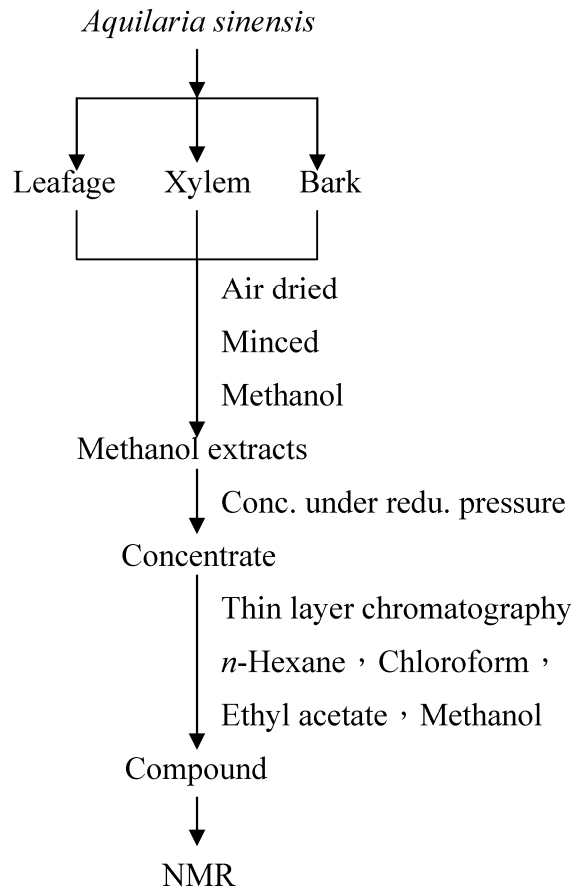 Aquilaria sinensis
Leafage Xylem Bark
Air dried
Minced
Methanol
Methanol extracts
Conc. under redu. pressure
Concentrate
Thin layer chromatography
n-Hexane，Chloroform，
Ethyl acetate，Methanol
Compound
NMR